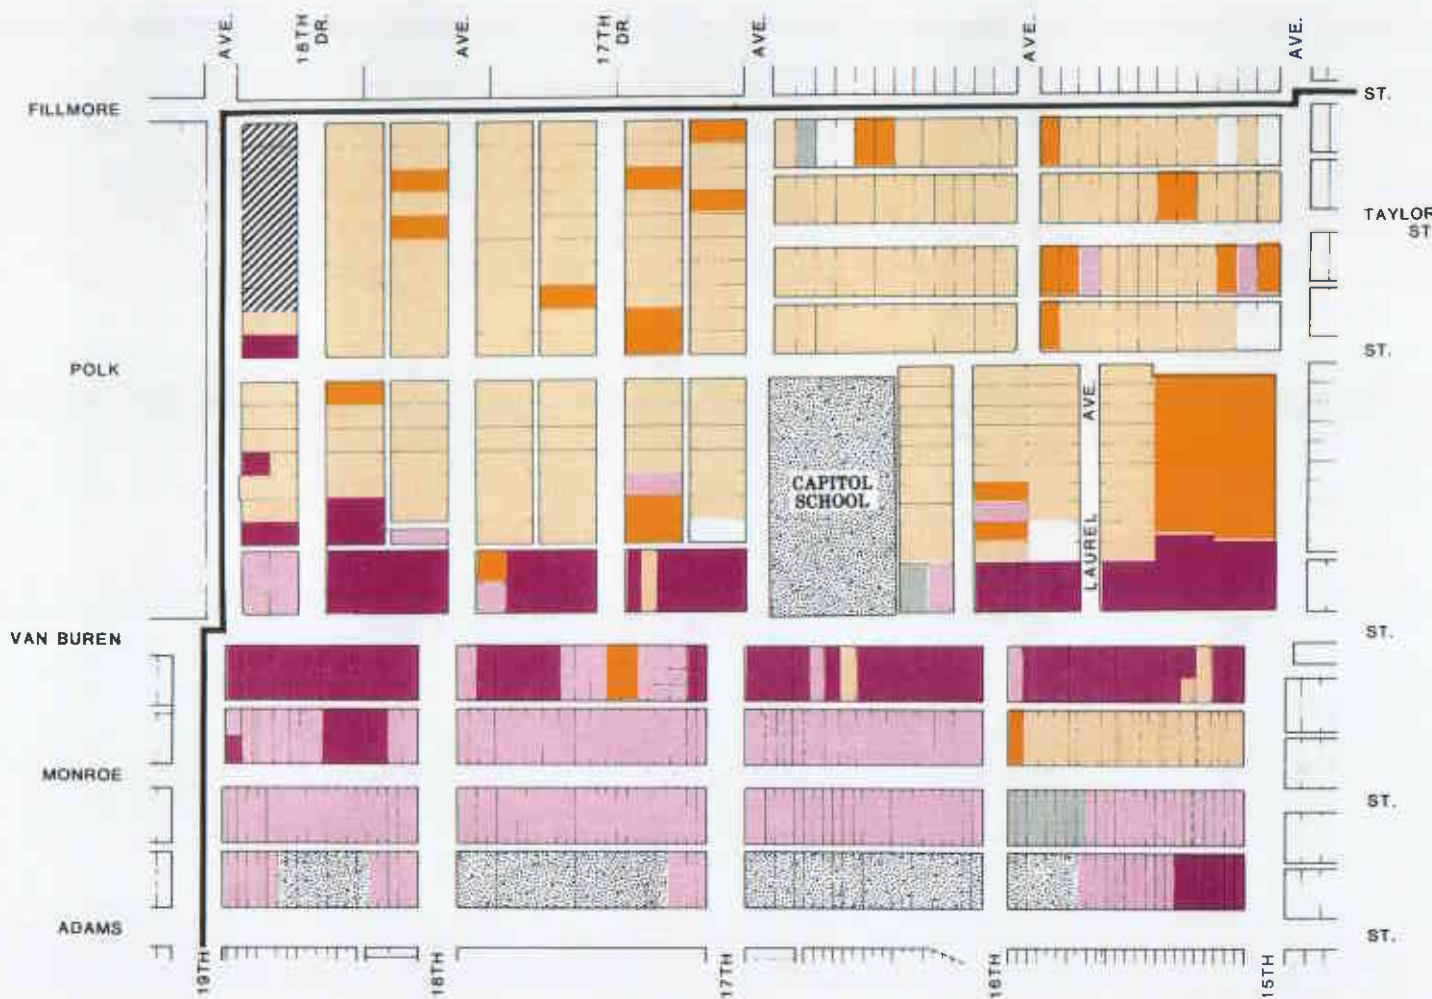 AVE.
18TH
DR.
AVE.
17TH
DR.
AVE.
AVE.
AVE.
FILLMORE
ST.
TAYLOR
ST
POLK
ST.
CAPITOL
SCHOOL
LAUREL AVE.
VAN BUREN
ST.
MONROE
ST.
ADAMS
ST.
19TH
18TH
17TH
16TH
15TH